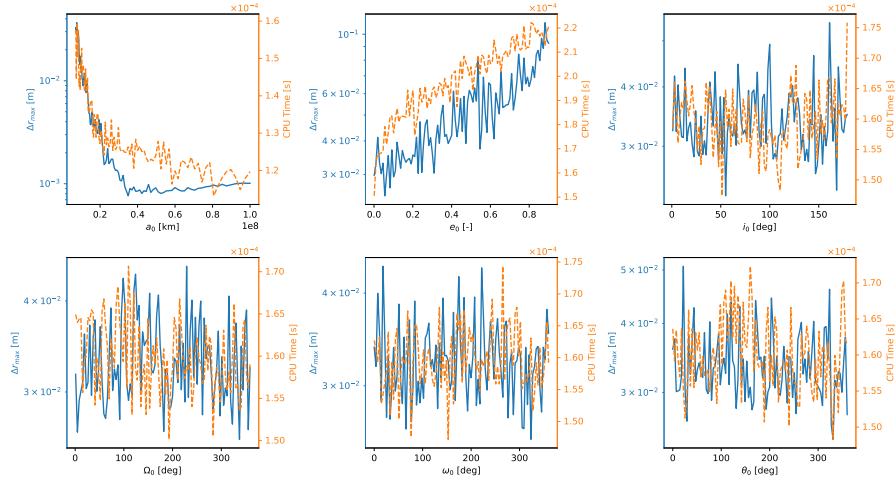 ×10⁻⁴ ×10⁻⁴ ×10⁻⁴
10⁻² 10⁻³
Δr_max [m]
1.6 1.5 1.4 1.3 1.2
CPU Time [s]
0.2 0.4 0.6 0.8 1.0
a₀ [km]
1e8
10⁻¹ 6 × 10⁻² 4 × 10⁻² 3 × 10⁻²
Δr_max [m]
2.2 2.1 2.0 1.9 1.8 1.7 1.6 1.5
CPU Time [s]
0.0 0.2 0.4 0.6 0.8
e₀ [-]
4 × 10⁻² 3 × 10⁻²
Δr_max [m]
1.75 1.70 1.65 1.60 1.55 1.50
CPU Time [s]
0 50 100 150
i₀ [deg]
×10⁻⁴ ×10⁻⁴ ×10⁻⁴
4 × 10⁻² 3 × 10⁻²
Δr_max [m]
1.70 1.65 1.60 1.55 1.50
CPU Time [s]
0 100 200 300
Ω₀ [deg]
4 × 10⁻² 3 × 10⁻²
Δr_max [m]
1.75 1.70 1.65 1.60 1.55 1.50
CPU Time [s]
0 100 200 300
ω₀ [deg]
5 × 10⁻² 4 × 10⁻² 3 × 10⁻²
Δr_max [m]
1.70 1.65 1.60 1.55 1.50
CPU Time [s]
0 100 200 300
θ₀ [deg]